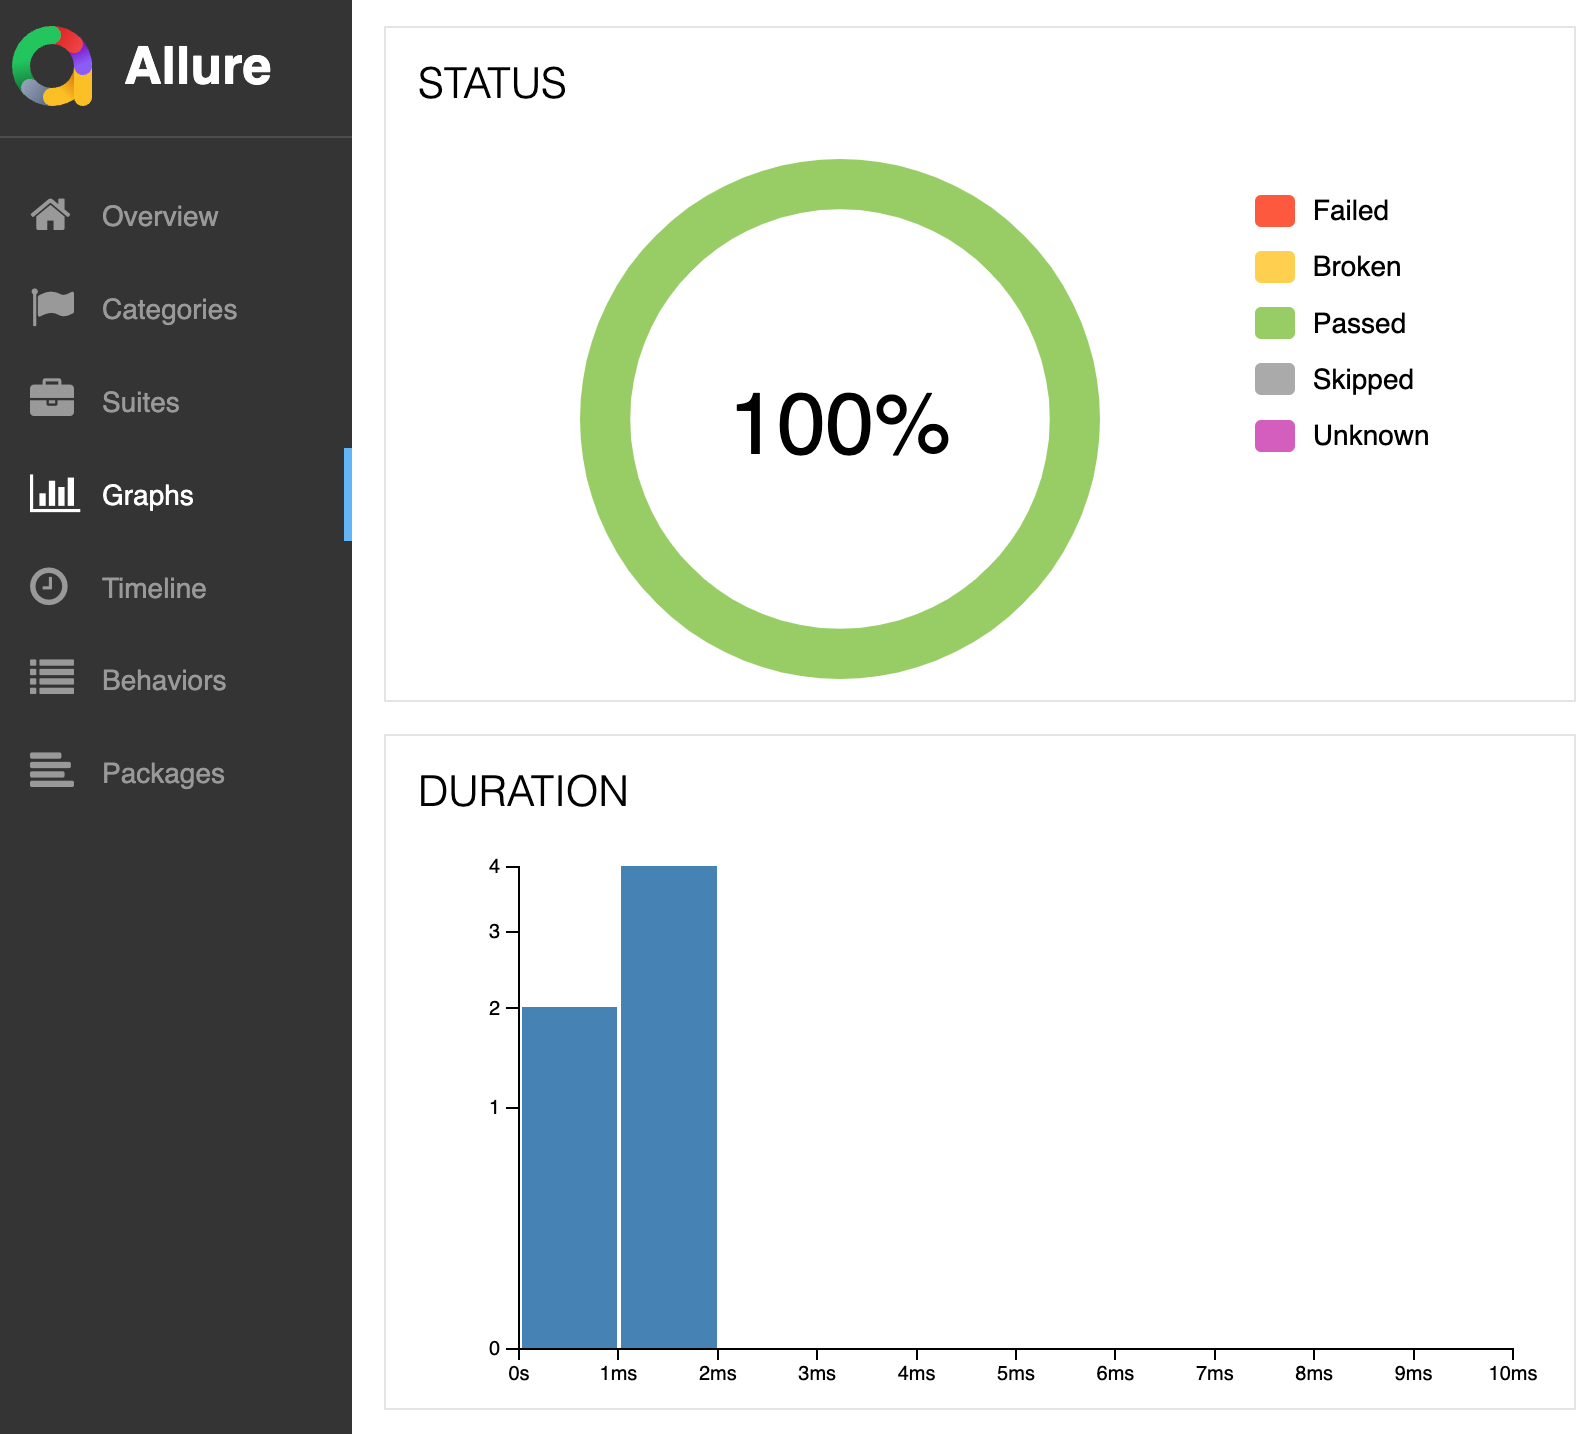 Allure
Overview
Categories
Suites
Graphs
Timeline
Behaviors
Packages
STATUS
100%
Failed
Broken
Passed
Skipped
Unknown
DURATION
4
3
2
1
0
0s 1ms 2ms 3ms 4ms 5ms 6ms 7ms 8ms 9ms 10ms